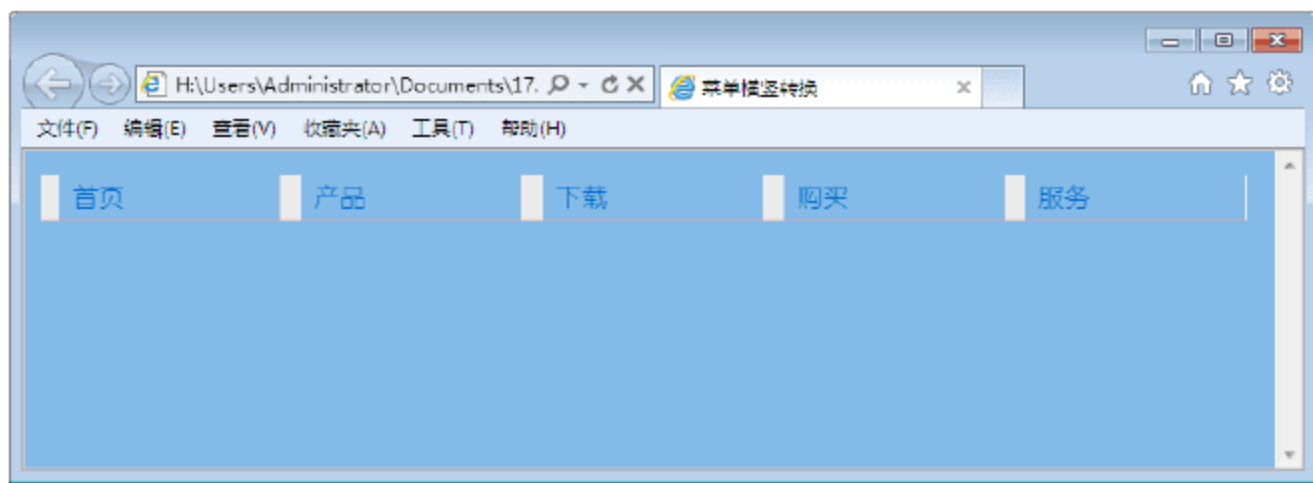 H:\Users\Administrator\Documents\17.
菜单横竖转换
文件(F) 编辑(E) 查看(V) 收藏夹(A) 工具(T) 帮助(H)
首页 产品 下载 购买 服务